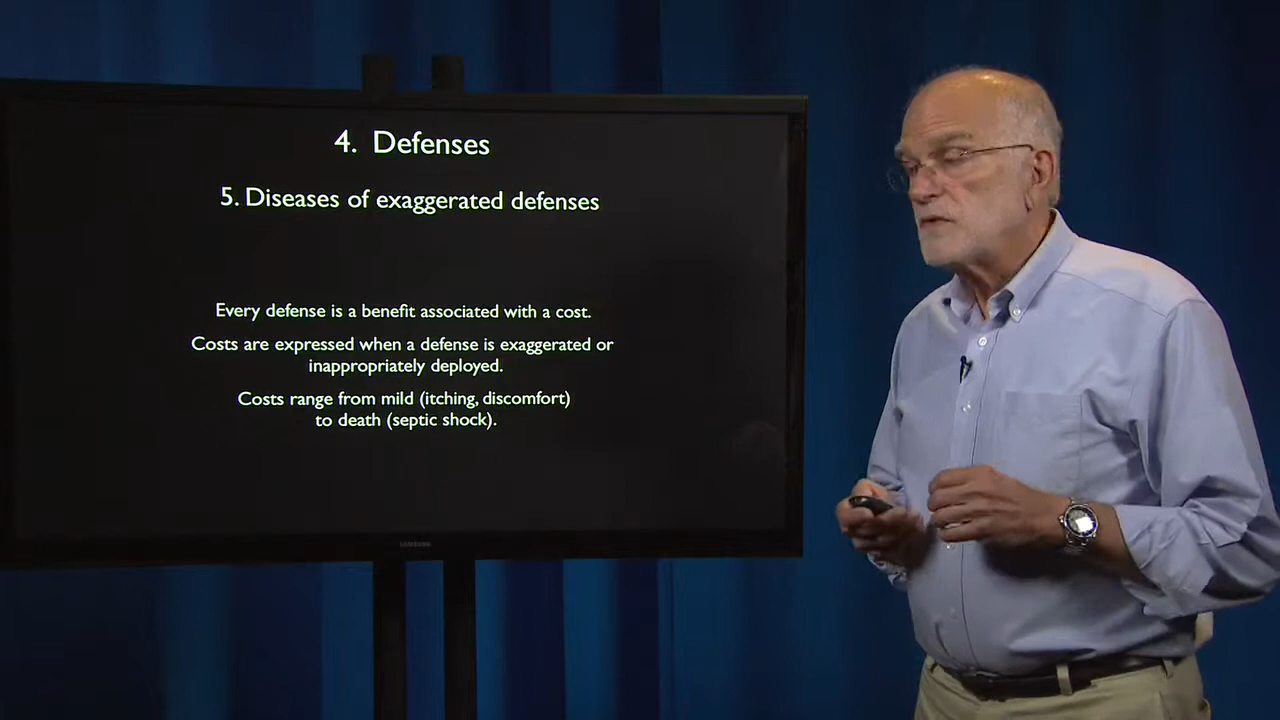 4. Defenses
5. Diseases of exaggerated defenses
Every defense is a benefit associated with a cost.
Costs are expressed when a defense is exaggerated or
inappropriately deployed.
Costs range from mild (itching, discomfort)
to death (septic shock).
SAMSUNG